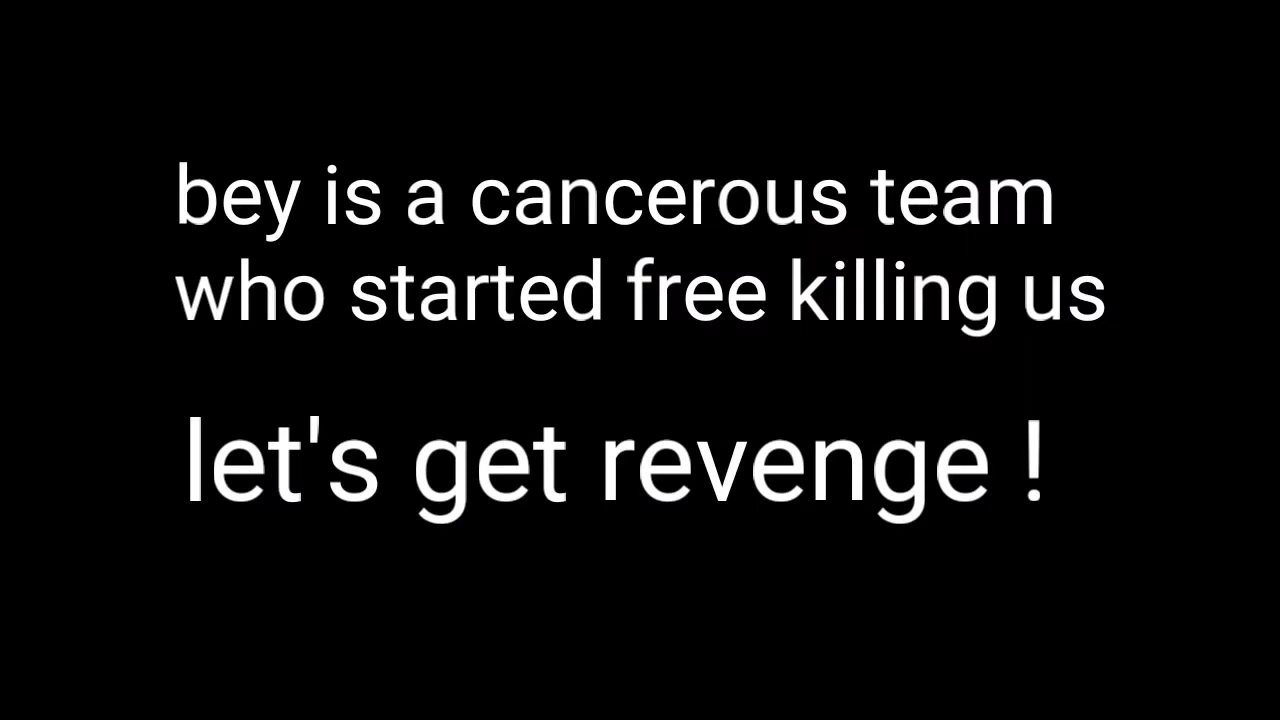 bey is a cancerous team
who started free killing us
let's get revenge !